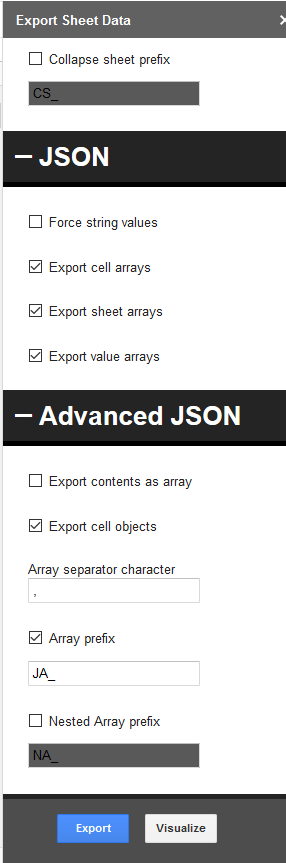 Export Sheet Data
Collapse sheet prefix
CS_
JSON
Force string values
Export cell arrays
Export sheet arrays
Export value arrays
Advanced JSON
Export contents as array
Export cell objects
Array separator character
,
Array prefix
JA_
Nested Array prefix
NA_
Export Visualize